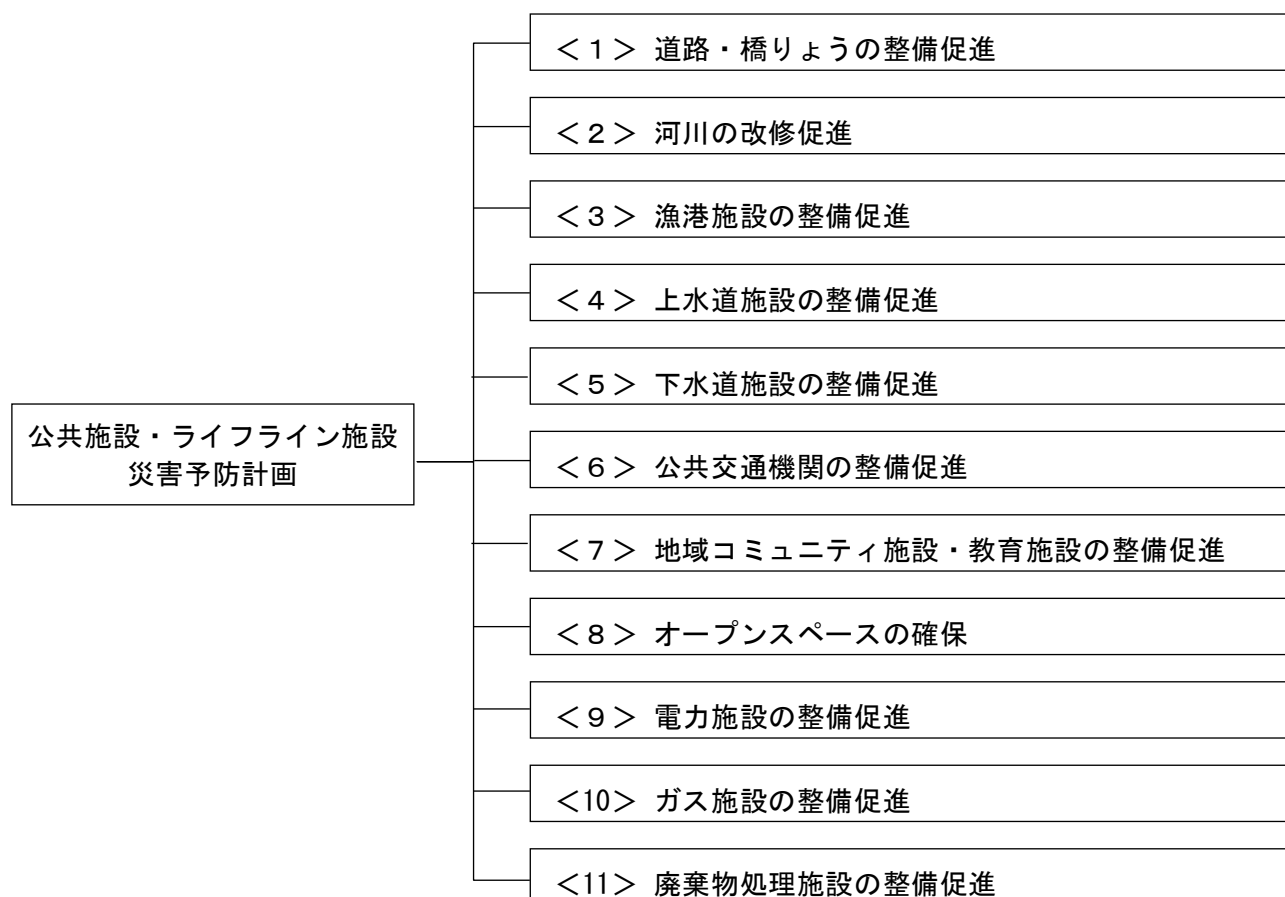 公共施設・ライフライン施設
災害予防計画
＜１＞ 道路・橋りょうの整備促進
＜２＞ 河川の改修促進
＜３＞ 漁港施設の整備促進
＜４＞ 上水道施設の整備促進
＜５＞ 下水道施設の整備促進
＜６＞ 公共交通機関の整備促進
＜７＞ 地域コミュニティ施設・教育施設の整備促進
＜８＞ オープンスペースの確保
＜９＞ 電力施設の整備促進
＜10＞ ガス施設の整備促進
＜11＞ 廃棄物処理施設の整備促進